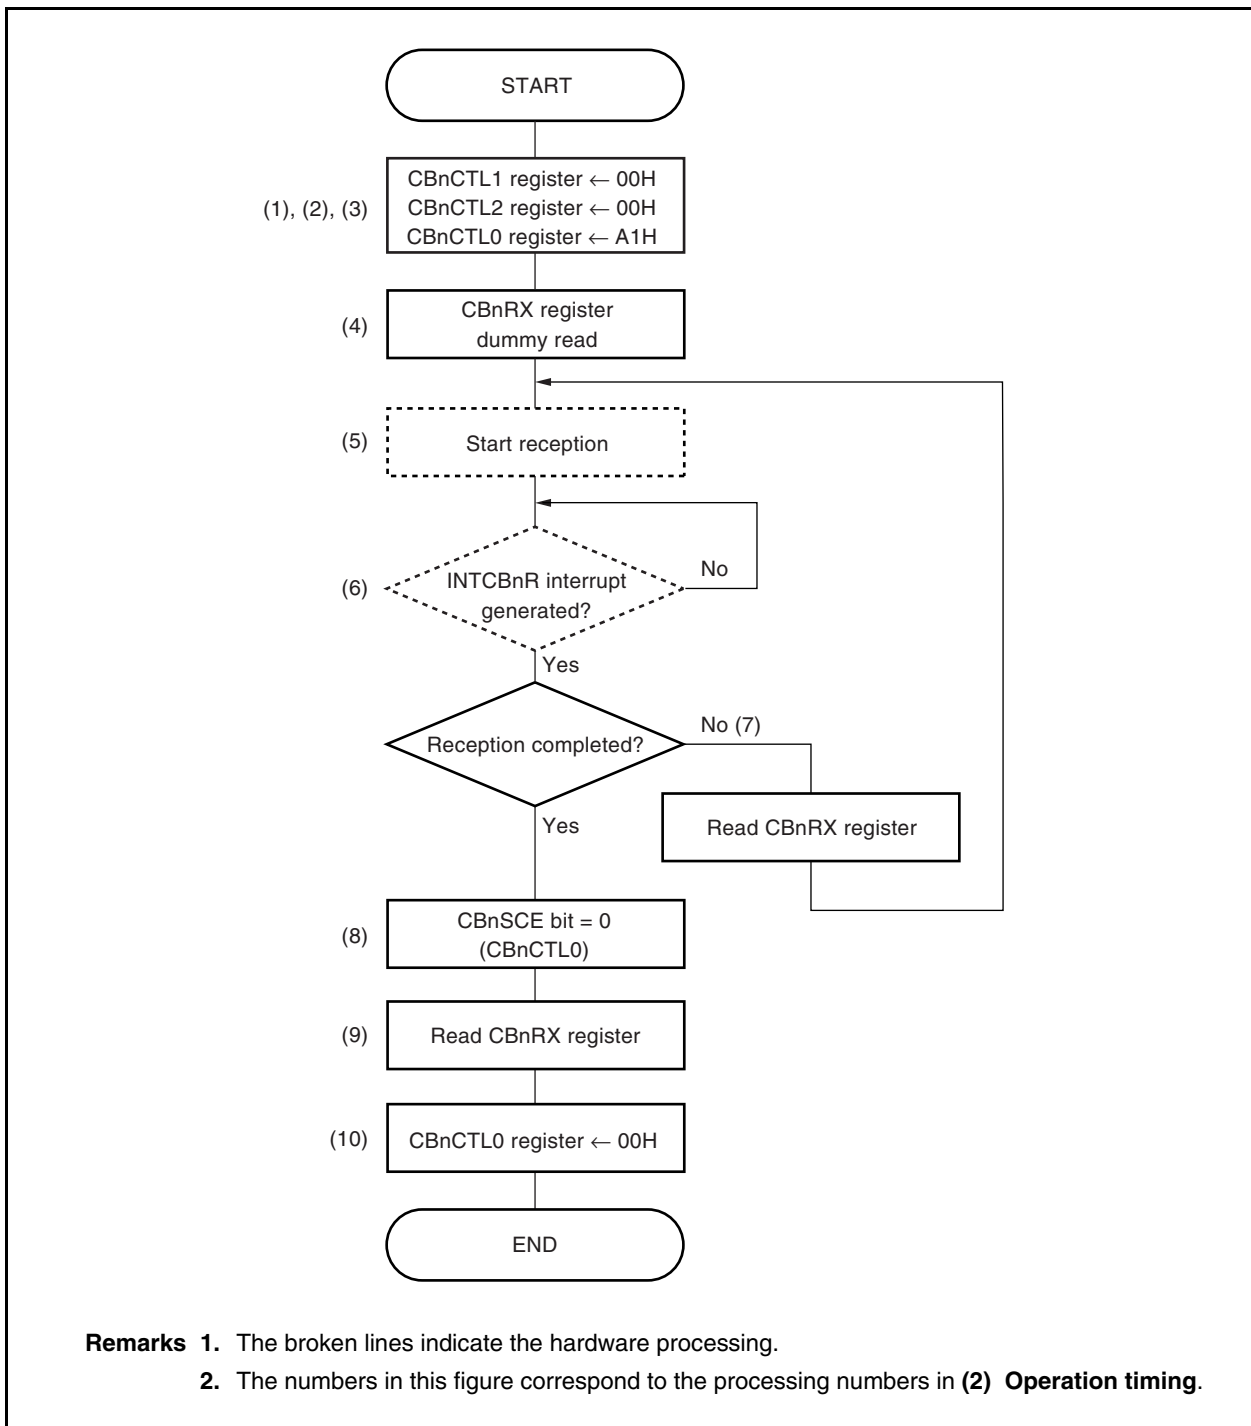 START
(1), (2), (3)
CBnCTL1 register ← 00H
CBnCTL2 register ← 00H
CBnCTL0 register ← A1H
(4)
CBnRX register
dummy read
(5)
Start reception
(6)
INTCBnR interrupt
generated?
No
Yes
Reception completed?
No (7)
Read CBnRX register
Yes
(8)
CBnSCE bit = 0
(CBnCTL0)
(9)
Read CBnRX register
(10)
CBnCTL0 register ← 00H
END
Remarks 1. The broken lines indicate the hardware processing.
2. The numbers in this figure correspond to the processing numbers in (2) Operation timing.